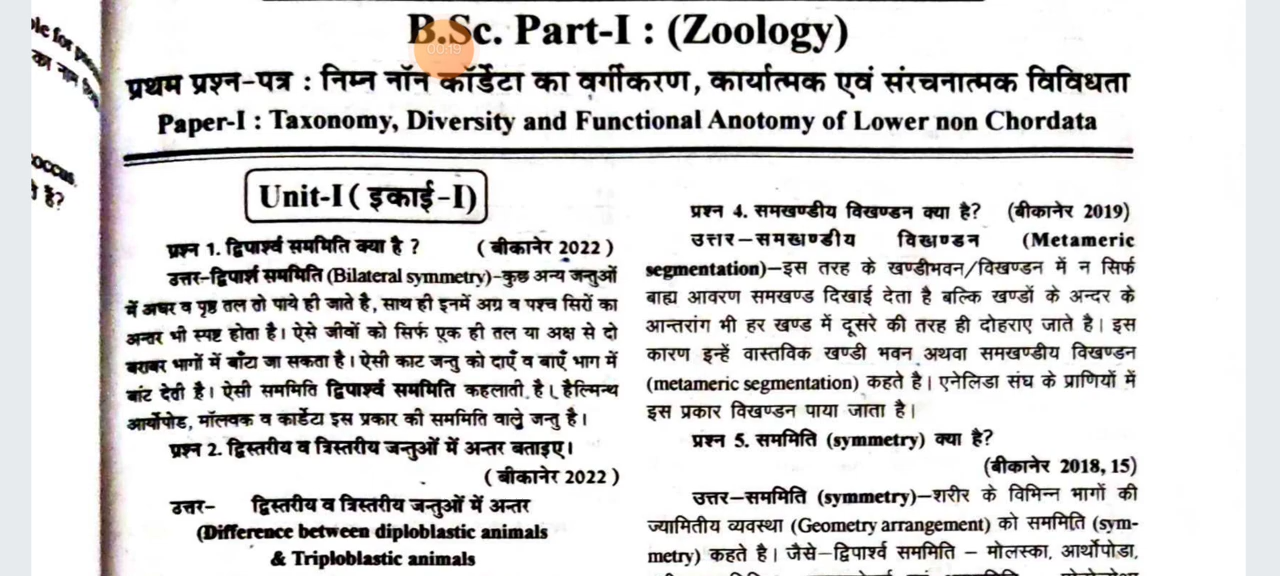 ple for
का नाम
occus.
है?
B.Sc. Part-I : (Zoology)
00:19
प्रथम प्रश्न-पत्र : निम्न नॉन कॉर्डेटा का वर्गीकरण, कार्यात्मक एवं संरचनात्मक विविधता
Paper-I : Taxonomy, Diversity and Functional Anotomy of Lower non Chordata
Unit-I ( इकाई-I)
प्रश्न 1. द्विपार्श्व सममिति क्या है ? ( बीकानेर 2022 )
उत्तर-द्विपार्श सममिति (Bilateral symmetry)-कुछ अन्य जन्तुओं
में अधर व पृष्ठ तल तो पाये ही जाते है, साथ ही इनमें अग्र व पश्च सिरों का
अन्तर भी स्पष्ट होता है। ऐसे जीवों को सिर्फ एक ही तल या अक्ष से दो
बराबर भागों में बाँटा जा सकता है। ऐसी काट जन्तु को दाएँ व बाएँ भाग में
बांट देती है। ऐसी सममिति द्विपार्श्व सममिति कहलाती है। हैल्मिन्थ
आर्योपोड, मॉलवक व कार्डेटा इस प्रकार की सममिति वाले जन्तु है।
प्रश्न 2. द्विस्तरीय व त्रिस्तरीय जन्तुओं में अन्तर बताइए।
( बीकानेर 2022 )
उत्तर- द्विस्तरीय व त्रिस्तरीय जन्तुओं में अन्तर
(Difference between diploblastic animals
& Triploblastic animals
प्रश्न 4. समखण्डीय विखण्डन क्या है? (बीकानेर 2019)
उत्तर–समखण्डीय विखण्डन (Metameric
segmentation)–इस तरह के खण्डीभवन/विखण्डन में न सिर्फ
बाह्य आवरण समखण्ड दिखाई देता है बल्कि खण्डों के अन्दर के
आन्तरांग भी हर खण्ड में दूसरे की तरह ही दोहराए जाते है। इस
कारण इन्हें वास्तविक खण्डी भवन अथवा समखण्डीय विखण्डन
(metameric segmentation) कहते है। एनेलिडा संघ के प्राणियों में
इस प्रकार विखण्डन पाया जाता है।
प्रश्न 5. सममिति (symmetry) क्या है?
(बीकानेर 2018, 15)
उत्तर–सममिति (symmetry)–शरीर के विभिन्न भागों की
ज्यामितीय व्यवस्था (Geometry arrangement) को सममिति (sym-
metry) कहते है। जैसे–द्विपार्श्व सममिति – मोलस्का, आर्थोपोडा,